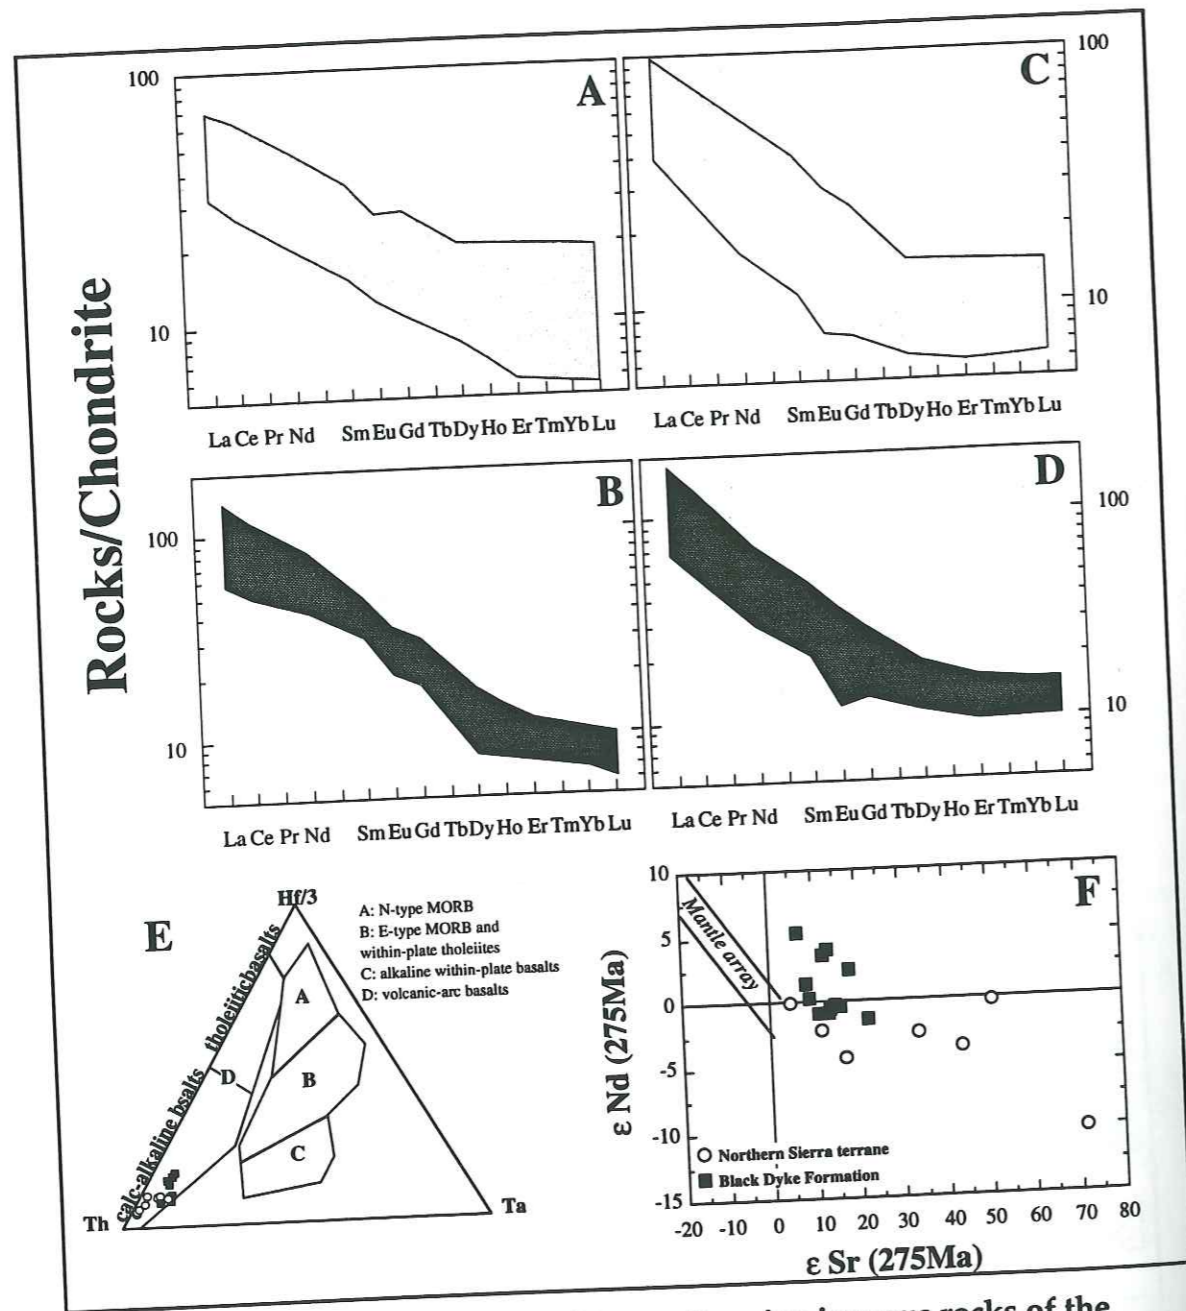 Rocks/Chondrite
A
100
10
La Ce Pr Nd Sm Eu Gd Tb Dy Ho Er Tm Yb Lu
C
100
10
La Ce Pr Nd Sm Eu Gd Tb Dy Ho Er Tm Yb Lu
B
100
10
La Ce Pr Nd Sm Eu Gd Tb Dy Ho Er Tm Yb Lu
D
100
10
La Ce Pr Nd Sm Eu Gd Tb Dy Ho Er Tm Yb Lu
E
Hf/3
A: N-type MORB
B: E-type MORB and
within-plate tholeiites
C: alkaline within-plate basalts
D: volcanic-arc basalts
tholeiiticbasalts
calc-alkaline bsalts
A
B
C
D
Th
Ta
F
Mantle array
ε Nd (275Ma)
10
5
0
-5
-10
-15
Northern Sierra terrane
Black Dyke Formation
-20 -10 0 10 20 30 40 50 60 70 80
ε Sr (275Ma)
rocks of the